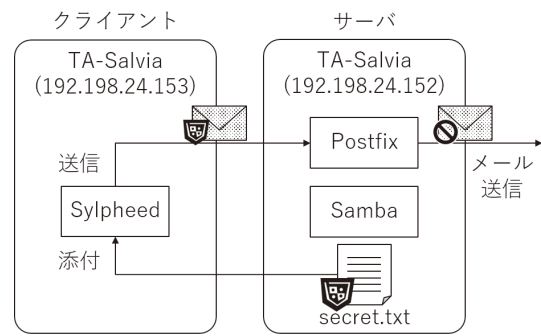 クライアント
サーバ
TA-Salvia
(192.198.24.153)
TA-Salvia
(192.198.24.152)
送信
Postfix
メール
送信
Sylpheed
Samba
添付
secret.txt